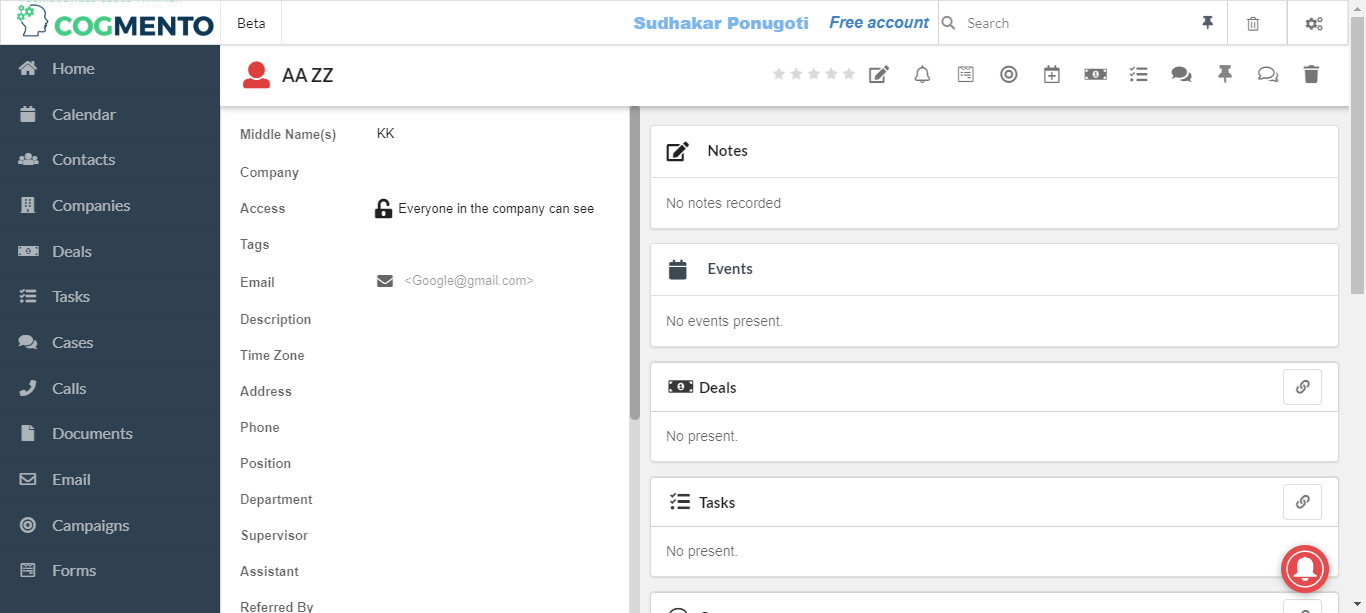 COGMENTO
Beta
Sudhakar Ponugoti
Free account
Search
Home
Calendar
Contacts
Companies
Deals
Tasks
Cases
Calls
Documents
Email
Campaigns
Forms
AA ZZ
Middle Name(s) KK
Company
Access Everyone in the company can see
Tags
Email <Google@gmail.com>
Description
Time Zone
Address
Phone
Position
Department
Supervisor
Assistant
Referred By
Notes
No notes recorded
Events
No events present.
Deals
No present.
Tasks
No present.